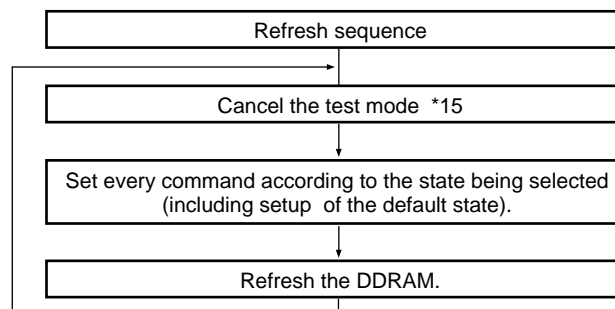 Refresh sequence
Cancel the test mode *15
Set every command according to the state being selected
(including setup of the default state).
Refresh the DDRAM.